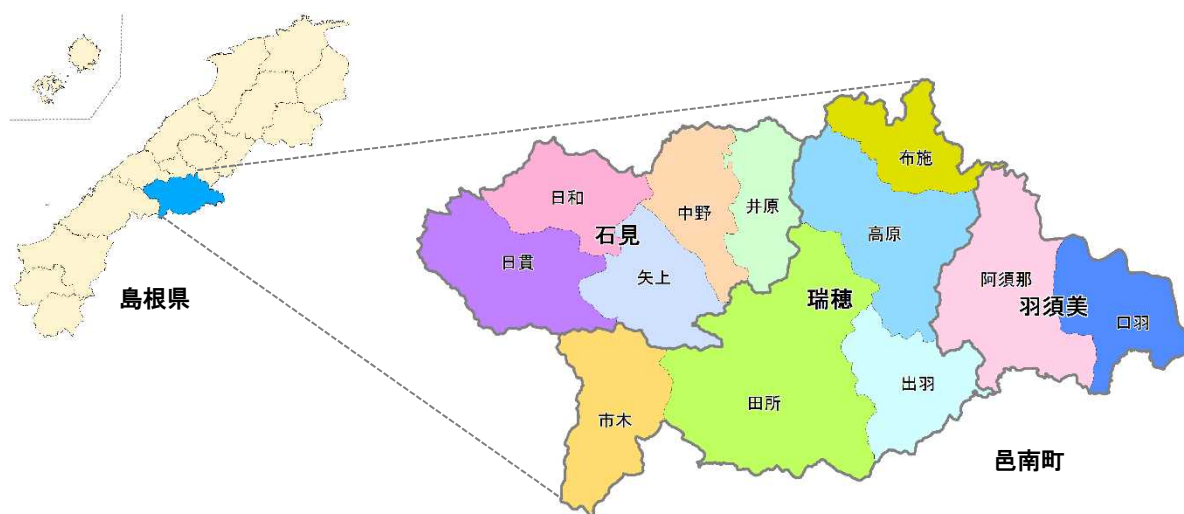 島根県
布施
日和
中野
井原
石見
高原
日貫
矢上
阿須那
瑞穂
羽須美
口羽
出羽
田所
市木
邑南町